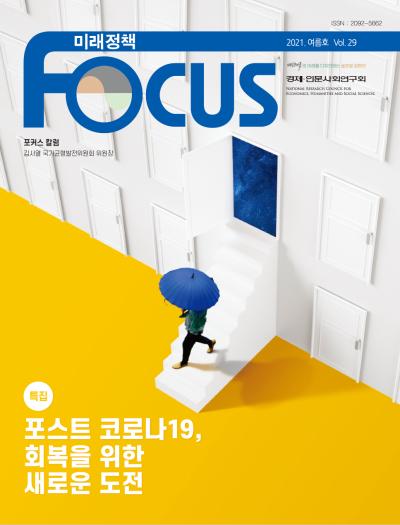 ISSN : 2092-5662
미래정책
FOCUS
2021. 여름호 Vol. 29
경제·인문사회연구회
National Research Council for
Economics, Humanities and Social Sciences
포커스 칼럼
김사열 국가균형발전위원회 위원장
특집
포스트 코로나19,
회복을 위한
새로운 도전